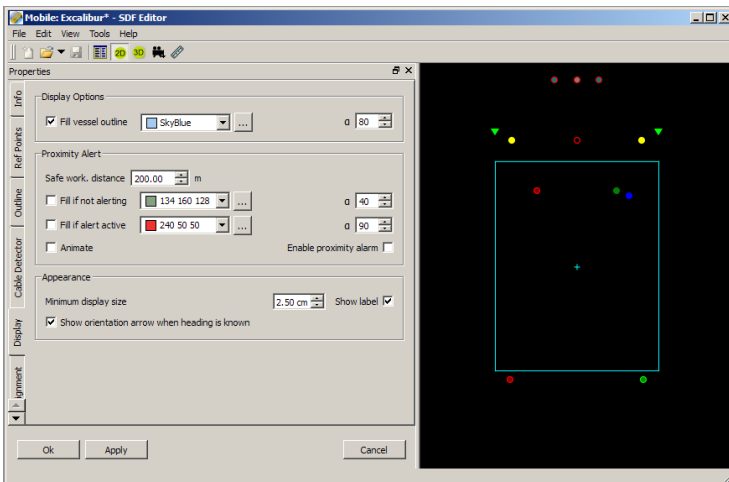 Mobile: Excalibur* - SDF Editor
File Edit View Tools Help
2D 3D
Properties
Info
Ref Points
Outline
Cable Detector
Display
ignment
Display Options
Fill vessel outline SkyBlue ... α 80
Proximity Alert
Safe work. distance 200.00 m
Fill if not alerting 134 160 128 ... α 40
Fill if alert active 240 50 50 ... α 90
Animate Enable proximity alarm
Appearance
Minimum display size 2.50 cm Show label
Show orientation arrow when heading is known
Ok Apply Cancel